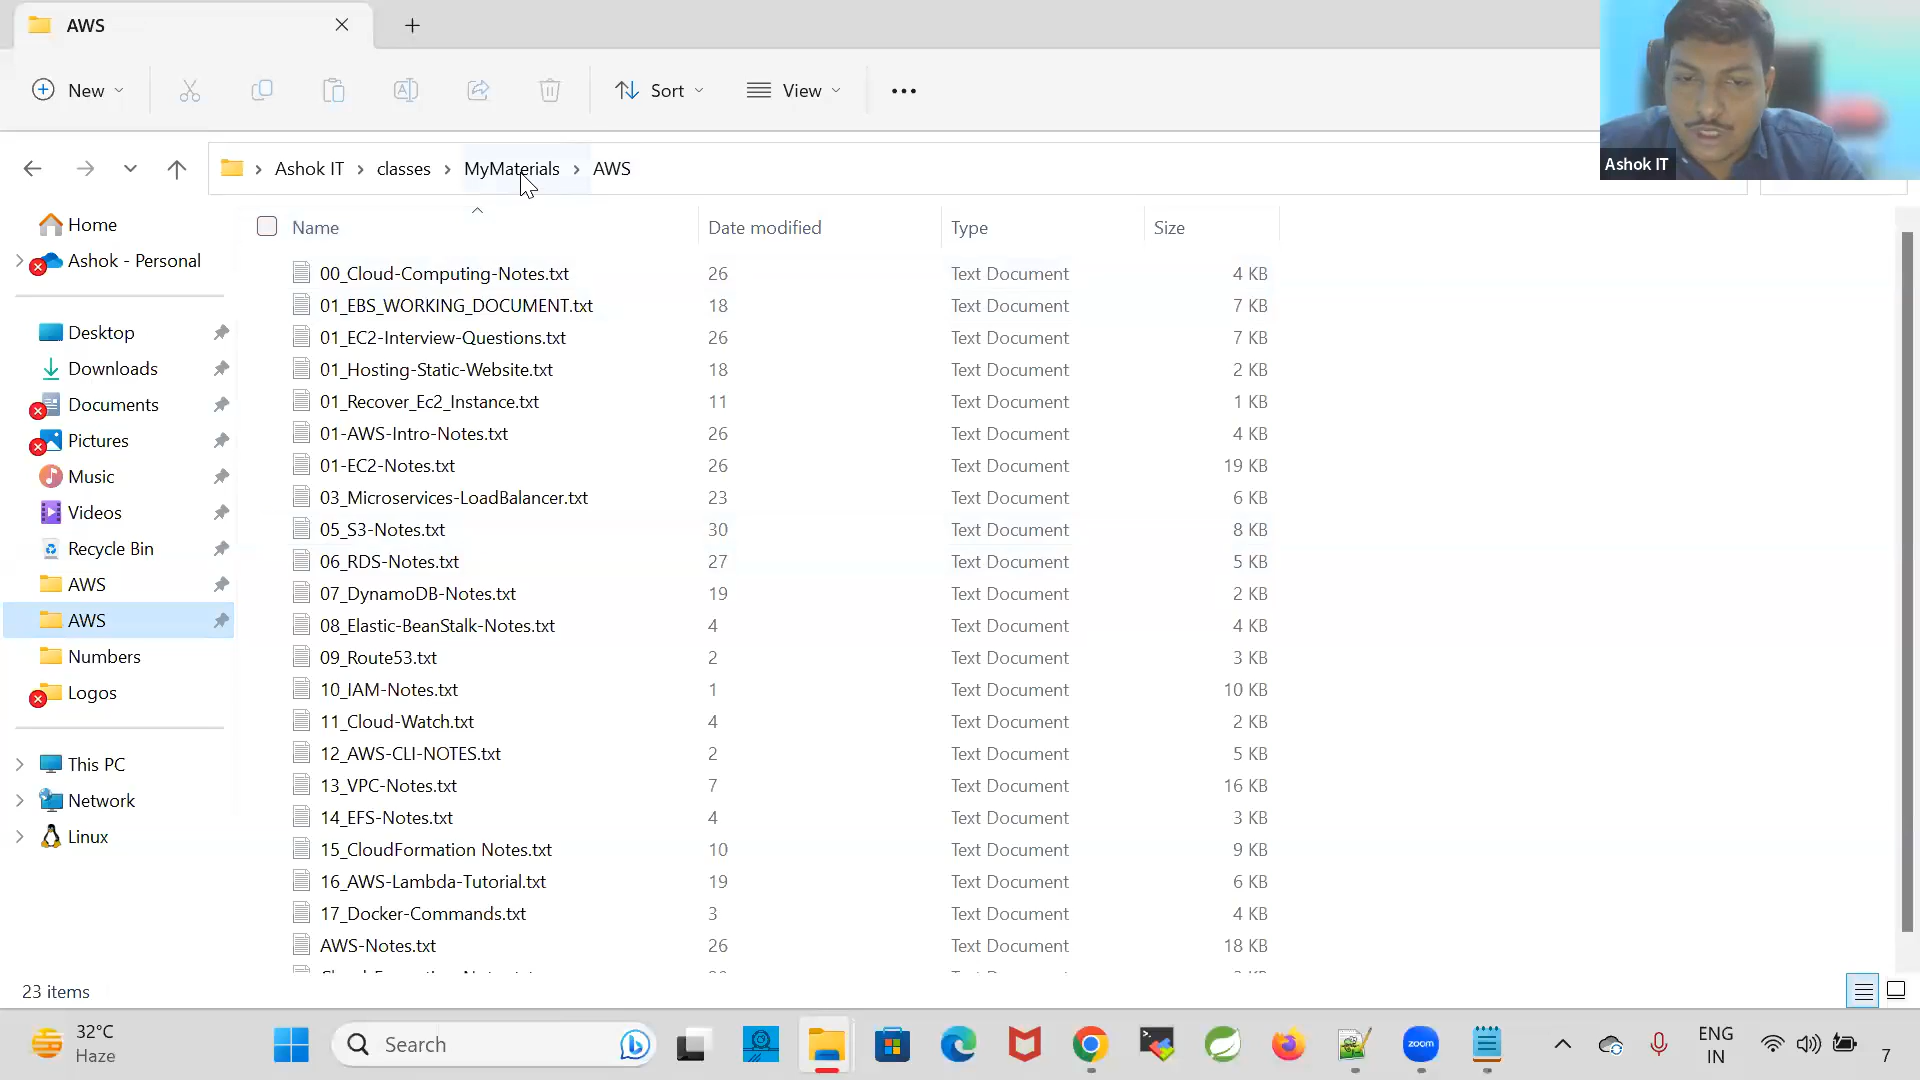 AWS
New
Sort
View
Ashok IT
Ashok IT > classes > MyMaterials > AWS
Home
Ashok - Personal
Desktop
Downloads
Documents
Pictures
Music
Videos
Recycle Bin
AWS
AWS
Numbers
Logos
This PC
Network
Linux
Name Date modified Type Size
00_Cloud-Computing-Notes.txt 26 Text Document 4 KB
01_EBS_WORKING_DOCUMENT.txt 18 Text Document 7 KB
01_EC2-Interview-Questions.txt 26 Text Document 7 KB
01_Hosting-Static-Website.txt 18 Text Document 2 KB
01_Recover_Ec2_Instance.txt 11 Text Document 1 KB
01-AWS-Intro-Notes.txt 26 Text Document 4 KB
01-EC2-Notes.txt 26 Text Document 19 KB
03_Microservices-LoadBalancer.txt 23 Text Document 6 KB
05_S3-Notes.txt 30 Text Document 8 KB
06_RDS-Notes.txt 27 Text Document 5 KB
07_DynamoDB-Notes.txt 19 Text Document 2 KB
08_Elastic-BeanStalk-Notes.txt 4 Text Document 4 KB
09_Route53.txt 2 Text Document 3 KB
10_IAM-Notes.txt 1 Text Document 10 KB
11_Cloud-Watch.txt 4 Text Document 2 KB
12_AWS-CLI-NOTES.txt 2 Text Document 5 KB
13_VPC-Notes.txt 7 Text Document 16 KB
14_EFS-Notes.txt 4 Text Document 3 KB
15_CloudFormation Notes.txt 10 Text Document 9 KB
16_AWS-Lambda-Tutorial.txt 19 Text Document 6 KB
17_Docker-Commands.txt 3 Text Document 4 KB
AWS-Notes.txt 26 Text Document 18 KB
23 items
32°C
Haze
Search
zoom
ENG
IN
7